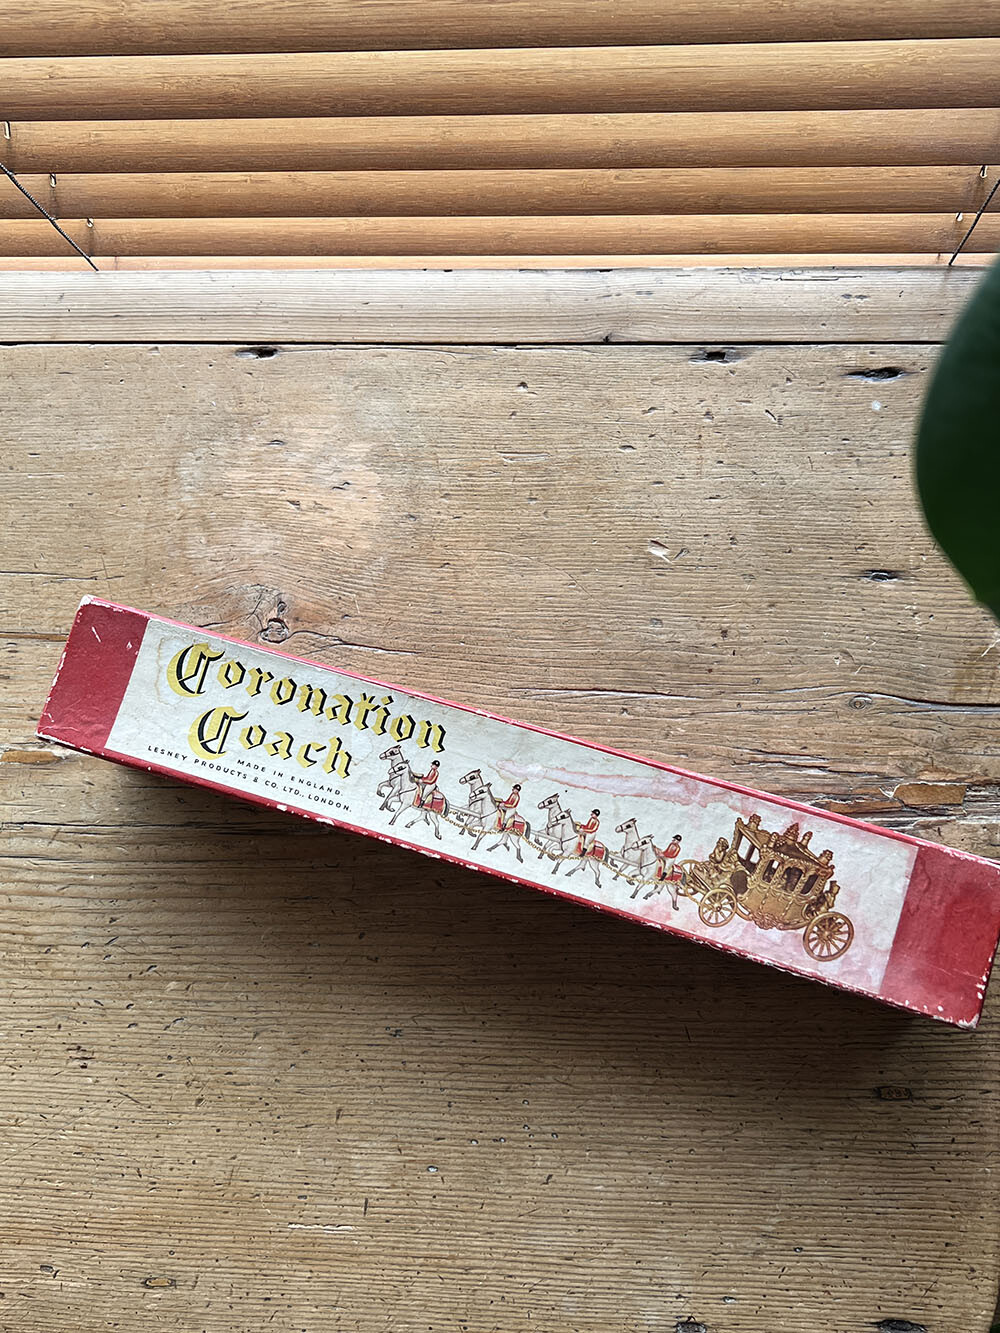 Coronation
Coach
MADE IN ENGLAND
LESNEY PRODUCTS & CO. LTD., LONDON.